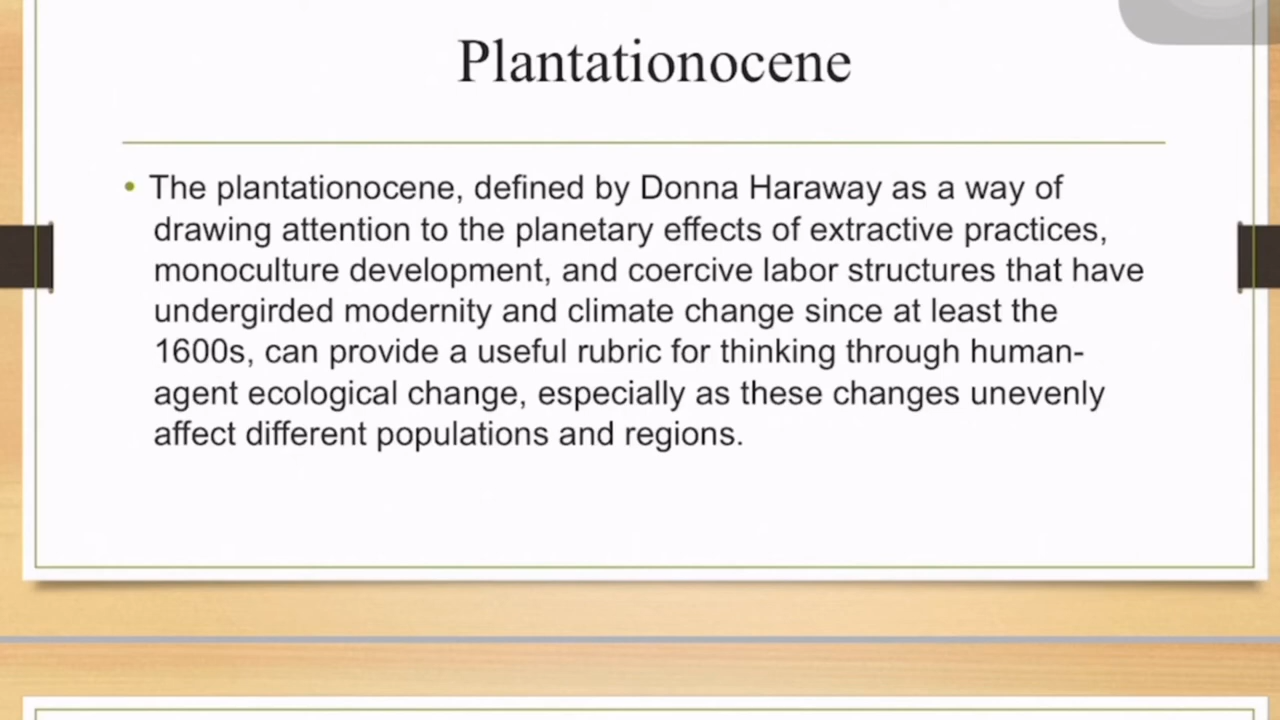 Plantationocene
• The plantationocene, defined by Donna Haraway as a way of
drawing attention to the planetary effects of extractive practices,
monoculture development, and coercive labor structures that have
undergirded modernity and climate change since at least the
1600s, can provide a useful rubric for thinking through human-
agent ecological change, especially as these changes unevenly
affect different populations and regions.